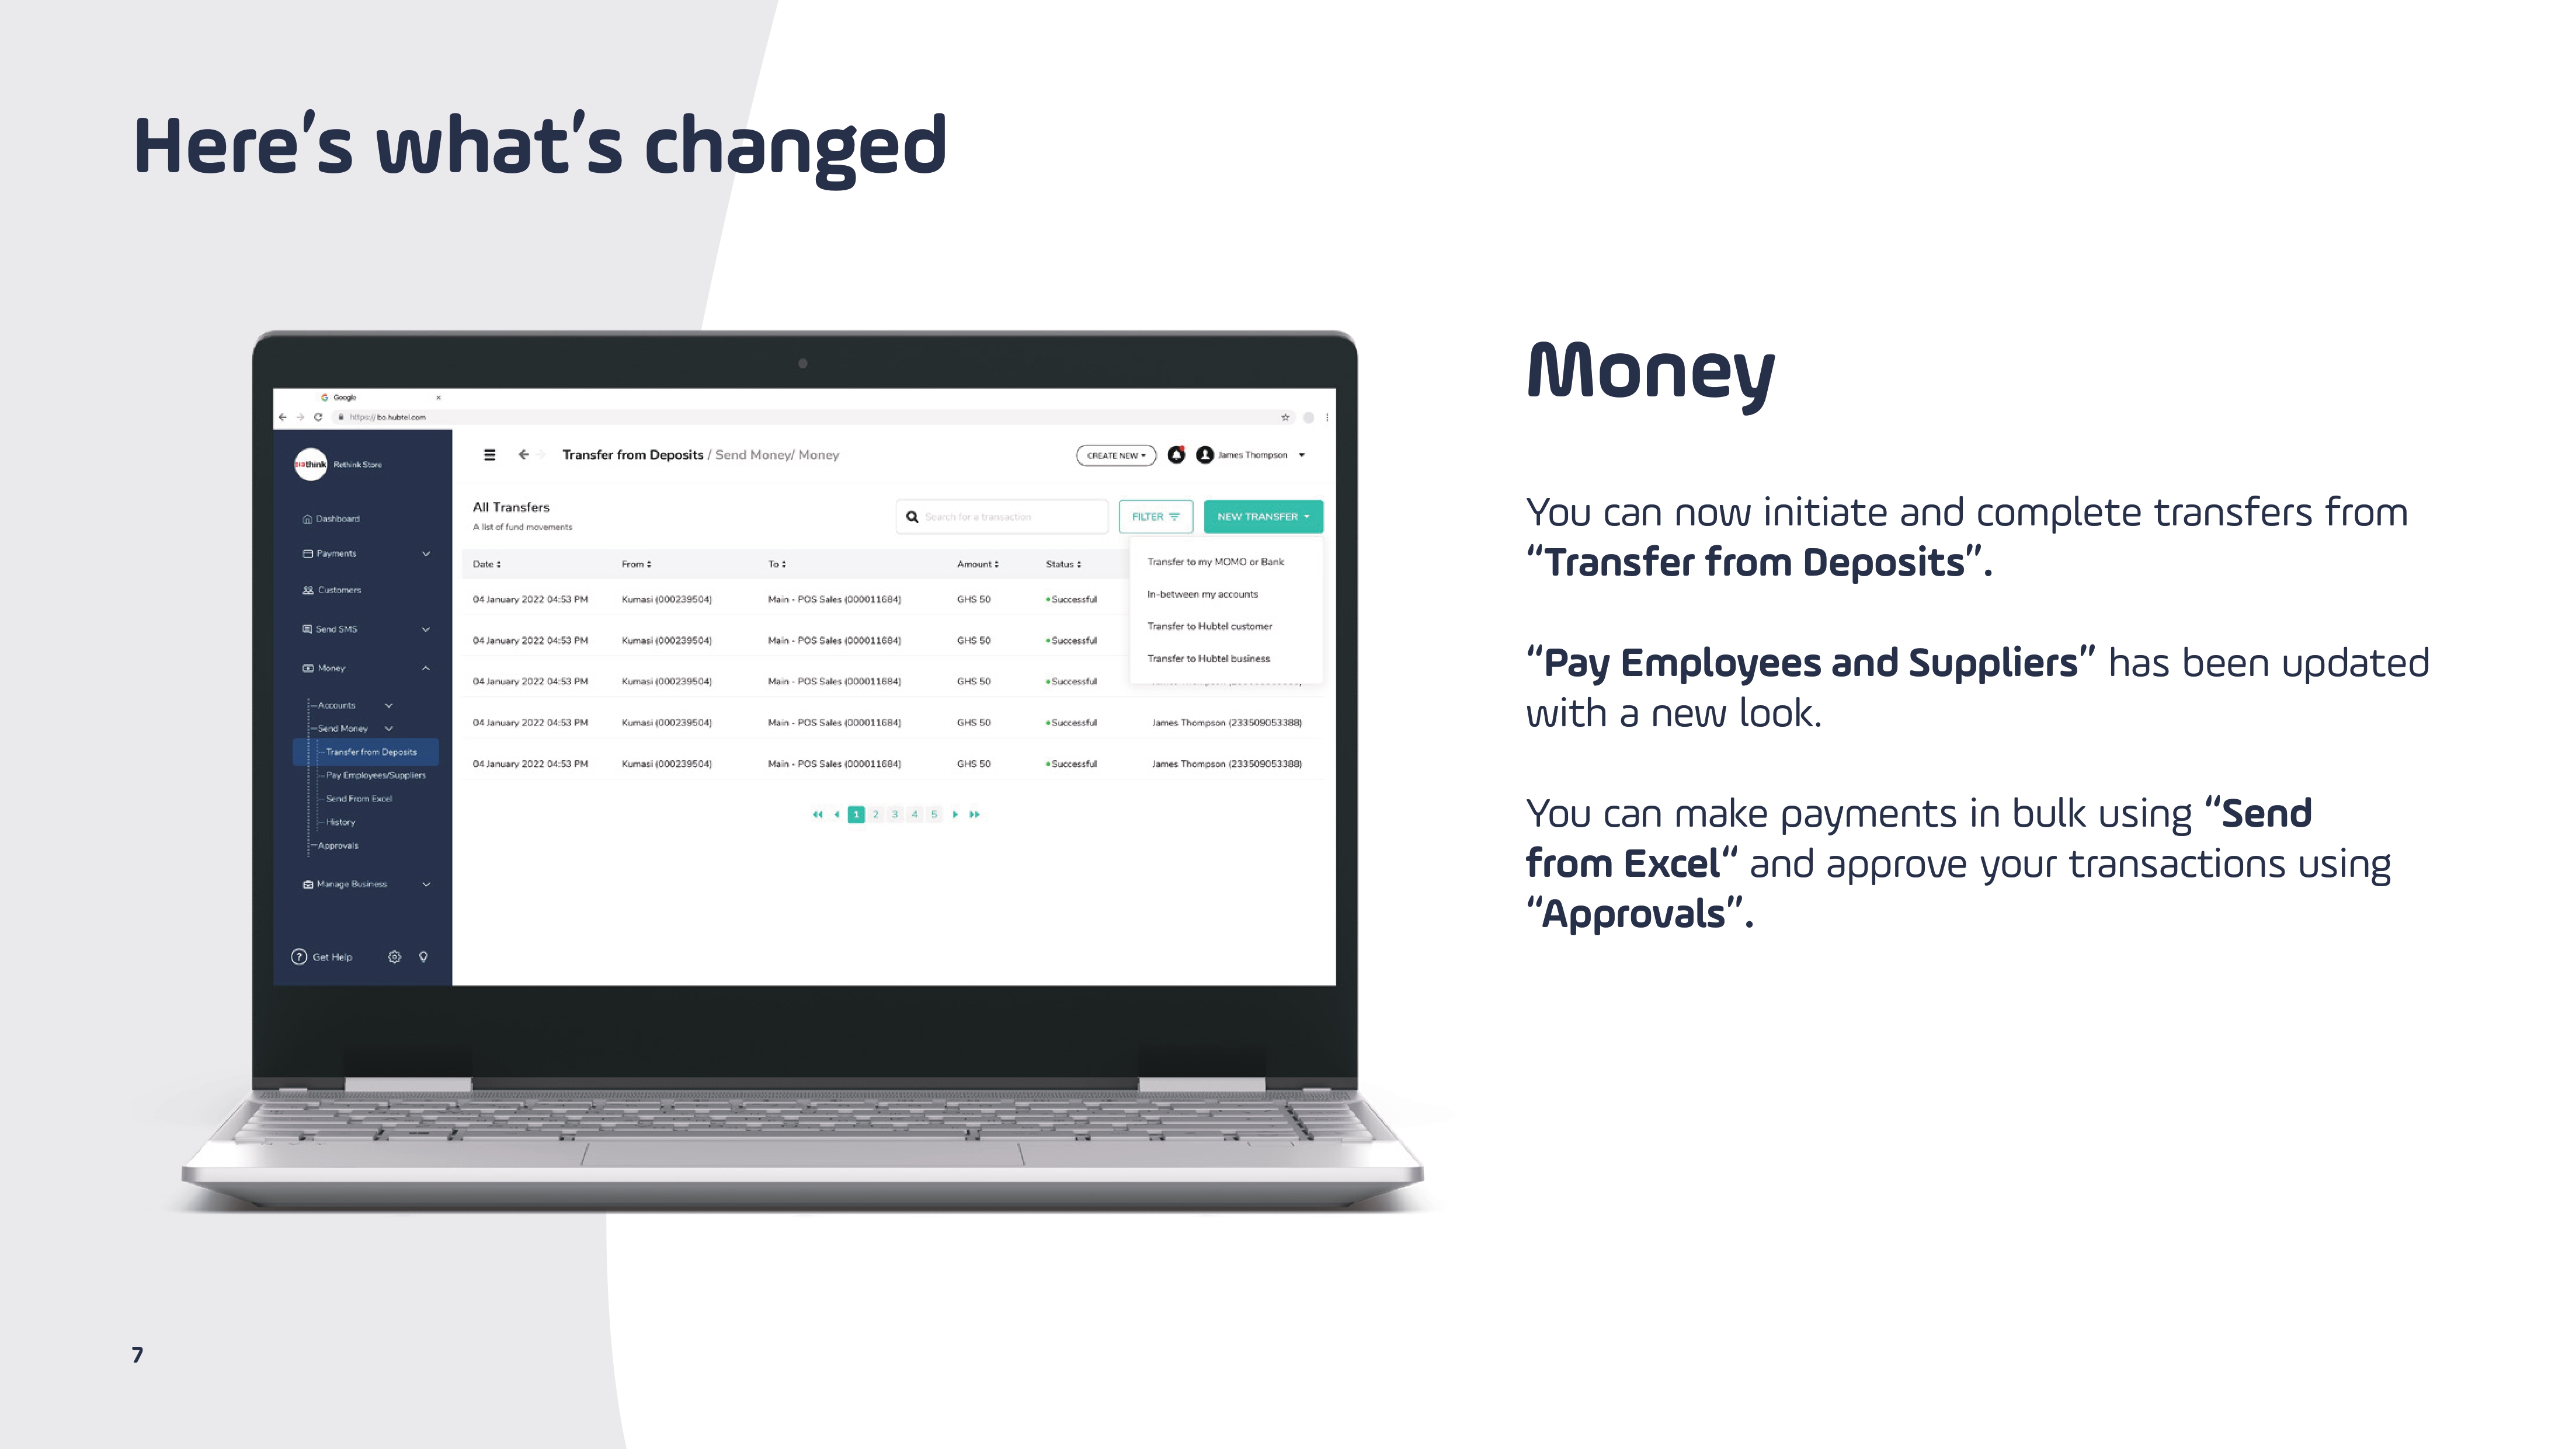 Here's what's changed
Google
https:// bo.hubtel.com
Rethink Store
Dashboard
Payments
Customers
Send SMS
Money
Accounts
Send Money
Transfer from Deposits
Pay Employees/Suppliers
Send From Excel
History
Approvals
Manage Business
Get Help
Transfer from Deposits / Send Money/ Money
CREATE NEW
James Thompson
All Transfers
A list of fund movements
Search for a transaction
FILTER
NEW TRANSFER
Transfer to my MOMO or Bank
In-between my accounts
Transfer to Hubtel customer
Transfer to Hubtel business
Date From To Amount Status
04 January 2022 04:53 PM Kumasi (000239504) Main - POS Sales (000011684) GHS 50 Successful
04 January 2022 04:53 PM Kumasi (000239504) Main - POS Sales (000011684) GHS 50 Successful
04 January 2022 04:53 PM Kumasi (000239504) Main - POS Sales (000011684) GHS 50 Successful
04 January 2022 04:53 PM Kumasi (000239504) Main - POS Sales (000011684) GHS 50 Successful James Thompson (233509053388)
04 January 2022 04:53 PM Kumasi (000239504) Main - POS Sales (000011684) GHS 50 Successful James Thompson (233509053388)
1 2 3 4 5
Money
You can now initiate and complete transfers from
“Transfer from Deposits”.
“Pay Employees and Suppliers” has been updated
with a new look.
You can make payments in bulk using “Send
from Excel“ and approve your transactions using
“Approvals”.
7